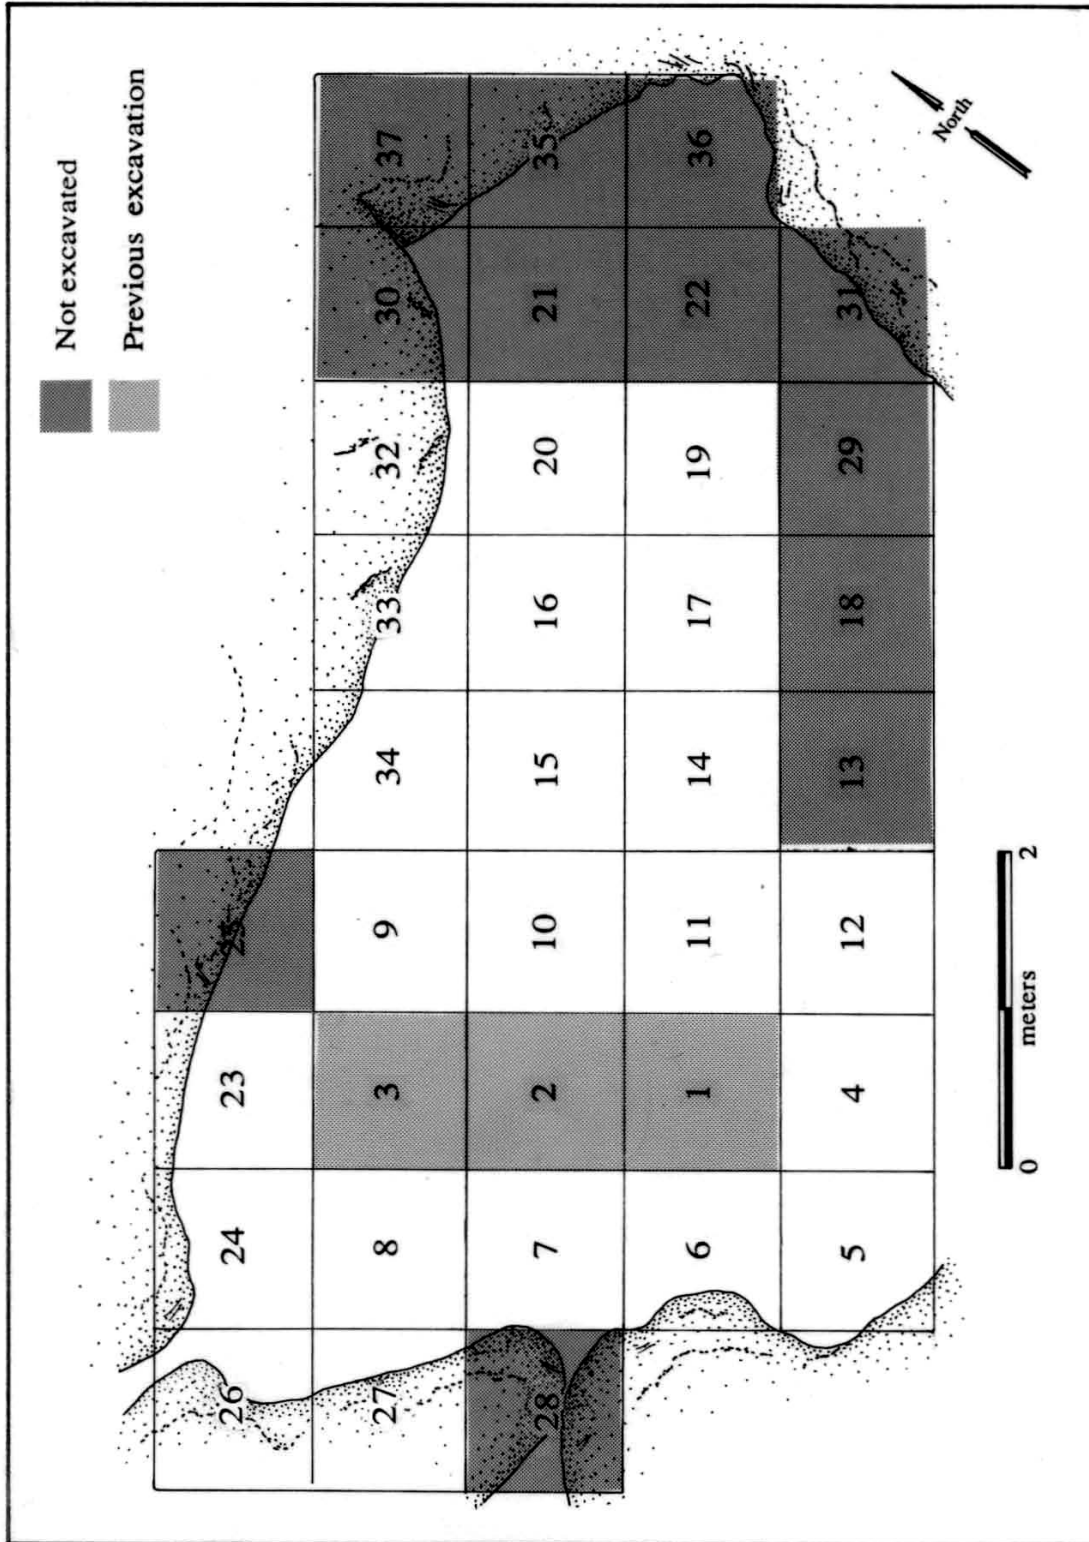 Not excavated
Previous excavation
26 24 23 25
27 8 3 9 34 33 32 30 37
28 7 2 10 15 16 20 21 35
6 1 11 14 17 19 22 36
5 4 12 13 18 29 31
North
0 meters 2